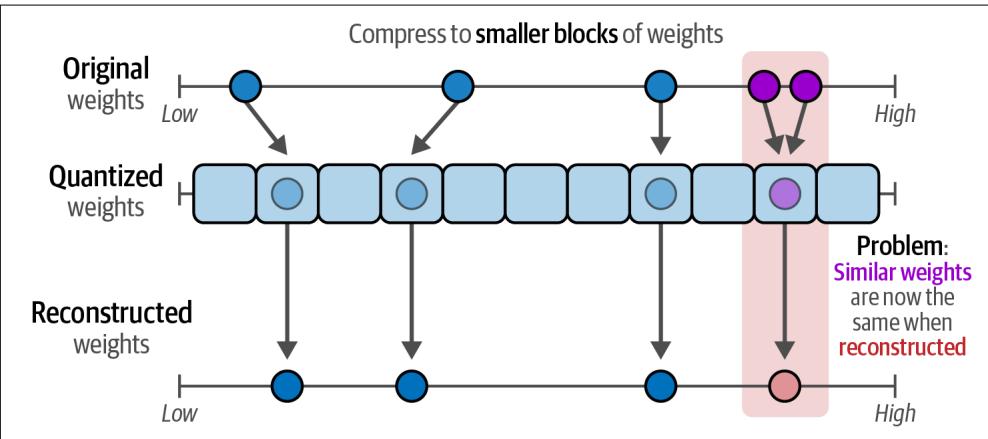 Compress to smaller blocks of weights
Original
weights
Low
High
Quantized
weights
Problem:
Similar weights
are now the
same when
reconstructed
Reconstructed
weights
Low
High